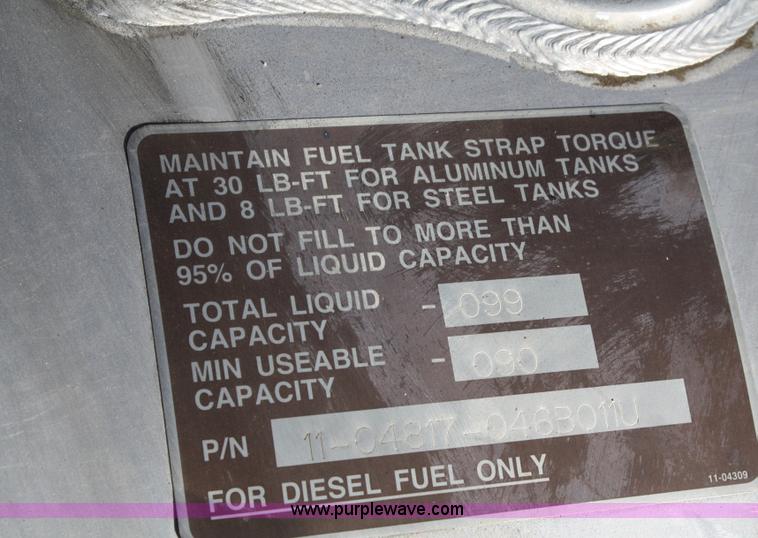 MAINTAIN FUEL TANK STRAP TORQUE
AT 30 LB-FT FOR ALUMINUM TANKS
AND 8 LB-FT FOR STEEL TANKS
DO NOT FILL TO MORE THAN
95% OF LIQUID CAPACITY
TOTAL LIQUID - 099
CAPACITY
MIN USEABLE - 090
CAPACITY
P/N 11-04817-046B011U
FOR DIESEL FUEL ONLY
11-04309
www.purplewave.com